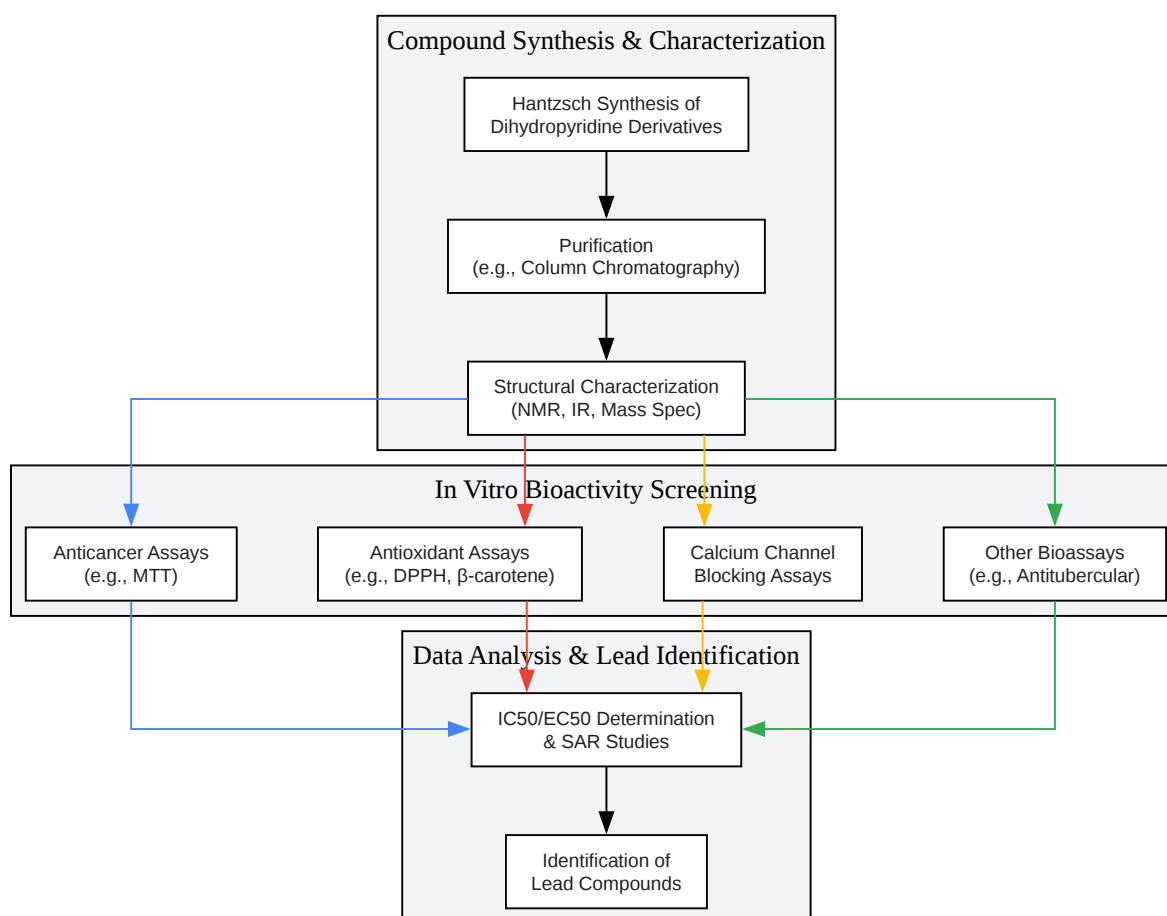 Compound Synthesis & Characterization
Hantzsch Synthesis of
Dihydropyridine Derivatives
Purification
(e.g., Column Chromatography)
Structural Characterization
(NMR, IR, Mass Spec)
In Vitro Bioactivity Screening
Anticancer Assays
(e.g., MTT)
Antioxidant Assays
(e.g., DPPH, β-carotene)
Calcium Channel
Blocking Assays
Other Bioassays
(e.g., Antitubercular)
Data Analysis & Lead Identification
IC50/EC50 Determination
& SAR Studies
Identification of
Lead Compounds